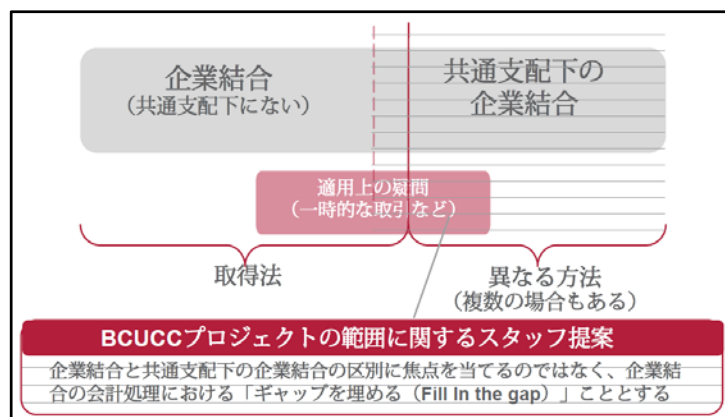 企業結合
（共通支配下にない）
共通支配下の
企業結合
適用上の疑問
（一時的な取引など）
取得法
異なる方法
（複数の場合もある）
BCUCCプロジェクトの範囲に関するスタッフ提案
企業結合と共通支配下の企業結合の区別に焦点を当てるのではなく、企業結
合の会計処理における「ギャップを埋める（Fill In the gap）」こととする